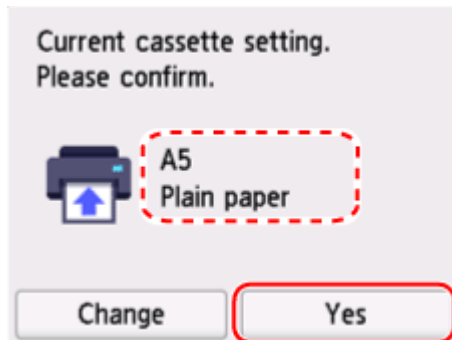 Current cassette setting.
Please confirm.
A5
Plain paper
Change
Yes